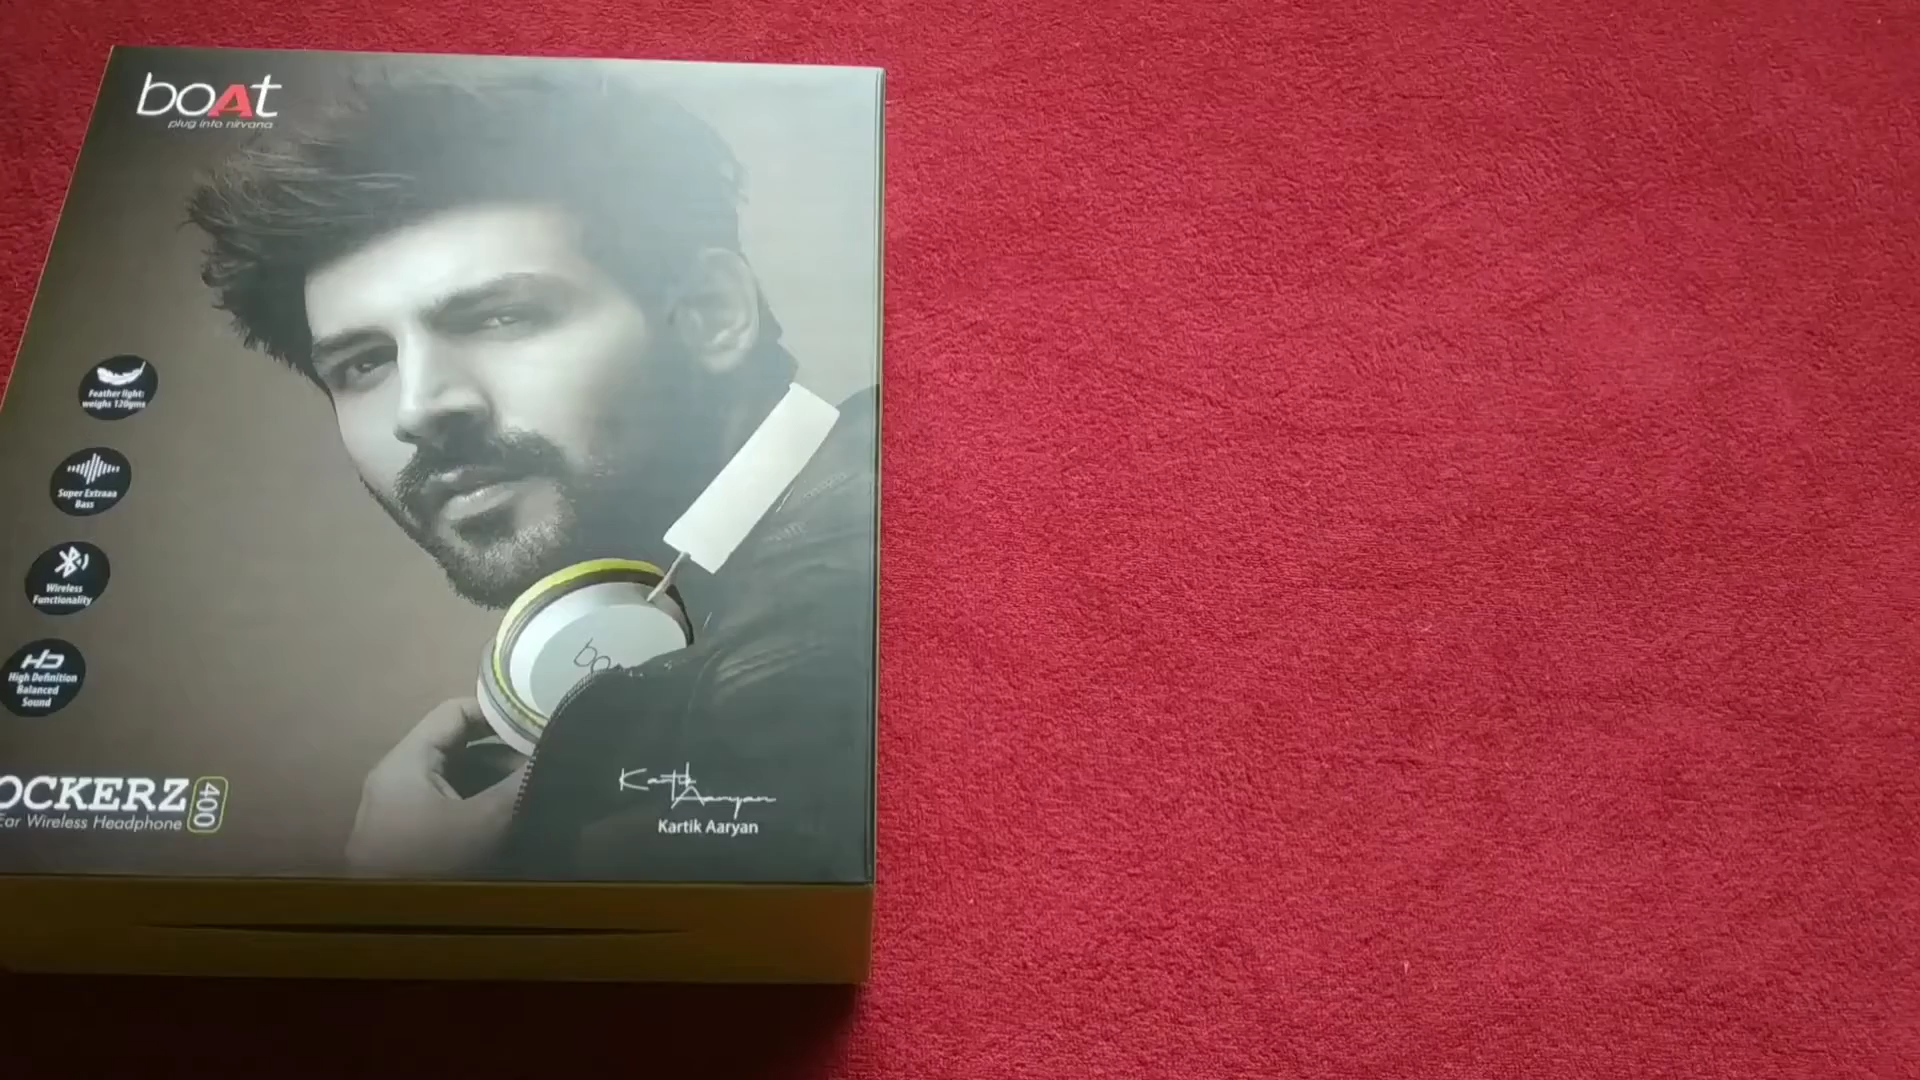 boAt
plug into nirvana
Feather light:
weighs 120gms
Super Extraaa
Bass
Wireless
Functionality
HD
High Definition
Balanced
Sound
OCKERZ 400
Ear Wireless Headphone
bo
Kartik
Aaryan
Kartik Aaryan